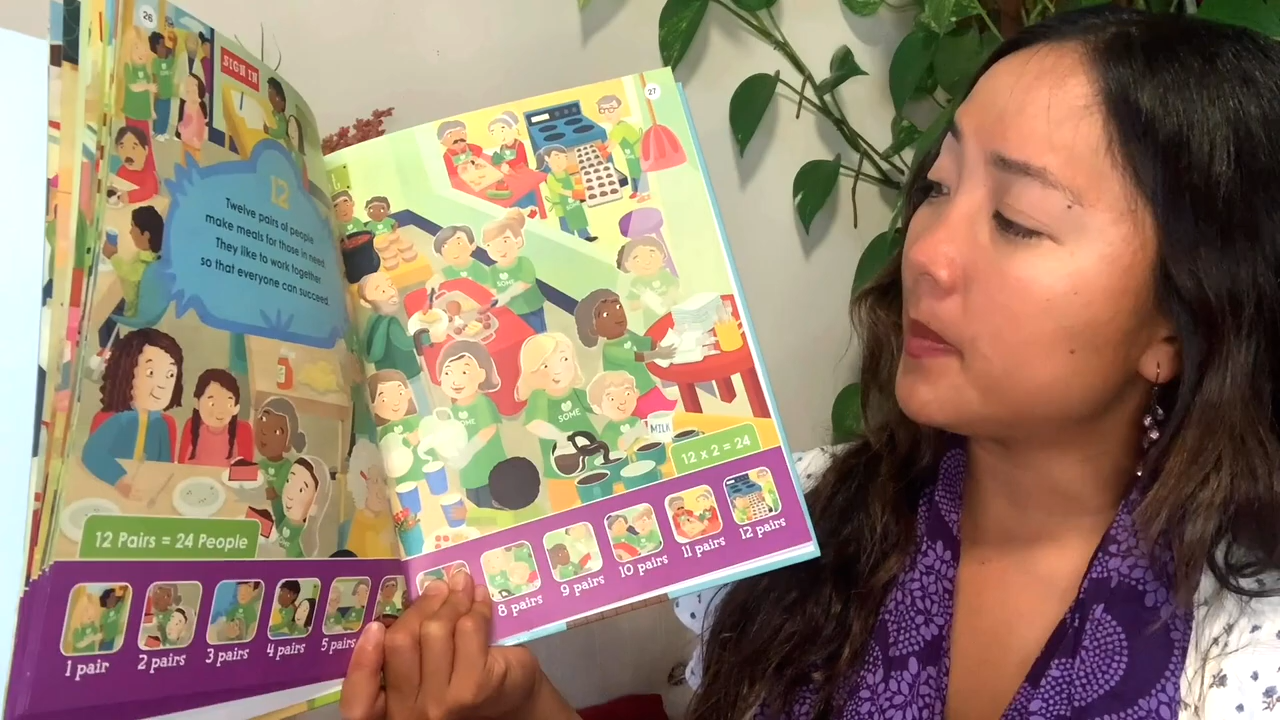 26
SIGN IN
12
Twelve pairs of people
make meals for those in need.
They like to work together
so that everyone can succeed.
12 Pairs = 24 People
1 pair
2 pairs
3 pairs
4 pairs
5 pairs
27
SOME
SOME
MILK
12 x 2 = 24
8 pairs
9 pairs
10 pairs
11 pairs
12 pairs